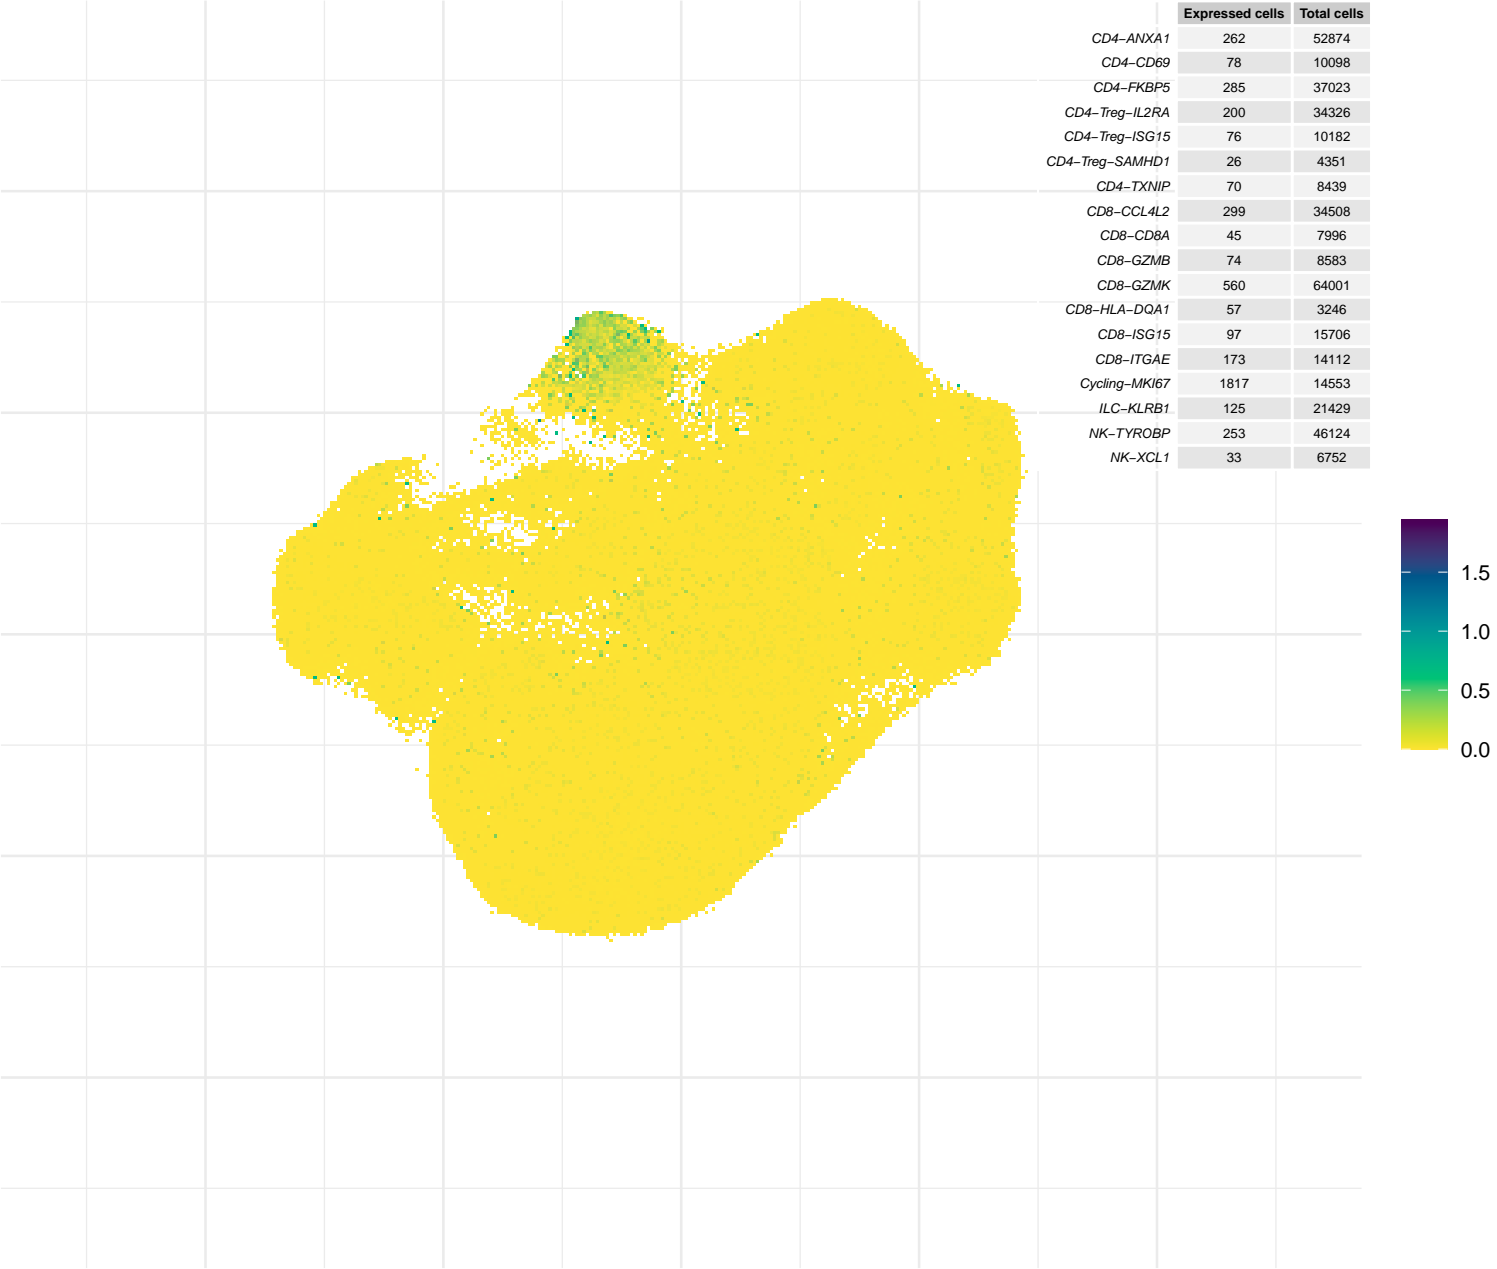 Expressed cells Total cells
CD4−ANXA1 262 52874
CD4−CD69 78 10098
CD4−FKBP5 285 37023
CD4−Treg−IL2RA 200 34326
CD4−Treg−ISG15 76 10182
CD4−Treg−SAMHD1 26 4351
CD4−TXNIP 70 8439
CD8−CCL4L2 299 34508
CD8−CD8A 45 7996
CD8−GZMB 74 8583
CD8−GZMK 560 64001
CD8−HLA−DQA1 57 3246
CD8−ISG15 97 15706
CD8−ITGAE 173 14112
Cycling−MKI67 1817 14553
ILC−KLRB1 125 21429
NK−TYROBP 253 46124
NK−XCL1 33 6752
1.5
1.0
0.5
0.0